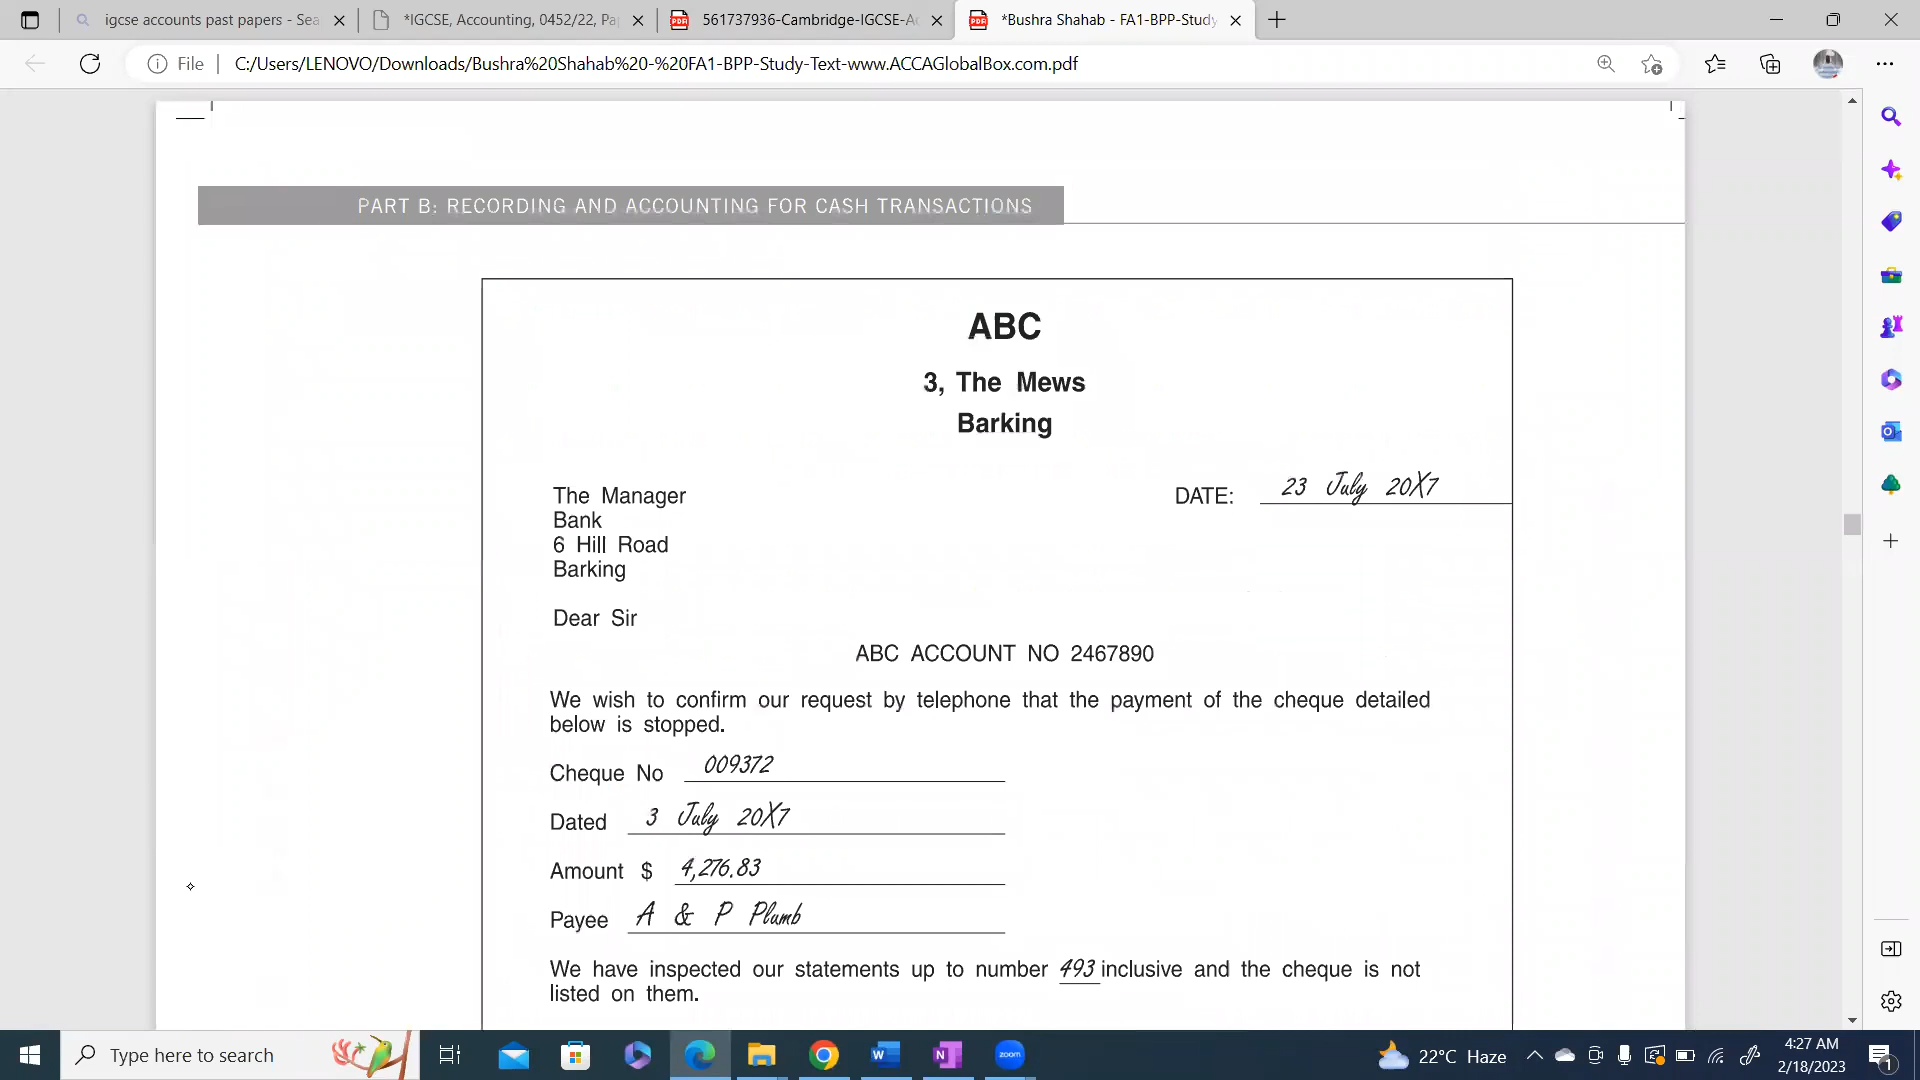 igcse accounts past papers - Sea
*IGCSE, Accounting, 0452/22, Pa
561737936-Cambridge-IGCSE-Ac
*Bushra Shahab - FA1-BPP-Study
File
C:/Users/LENOVO/Downloads/Bushra%20Shahab%20-%20FA1-BPP-Study-Text-www.ACCAGlobalBox.com.pdf
PART B: RECORDING AND ACCOUNTING FOR CASH TRANSACTIONS
ABC
3, The Mews
Barking
The Manager
DATE: 23 July 20X7
Bank
6 Hill Road
Barking
Dear Sir
ABC ACCOUNT NO 2467890
We wish to confirm our request by telephone that the payment of the cheque detailed
below is stopped.
Cheque No 009372
Dated 3 July 20X7
Amount $ 4,276.83
Payee A & P Plumb
We have inspected our statements up to number 493 inclusive and the cheque is not
listed on them.
Type here to search
zoom
22°C Haze
4:27 AM
2/18/2023
1